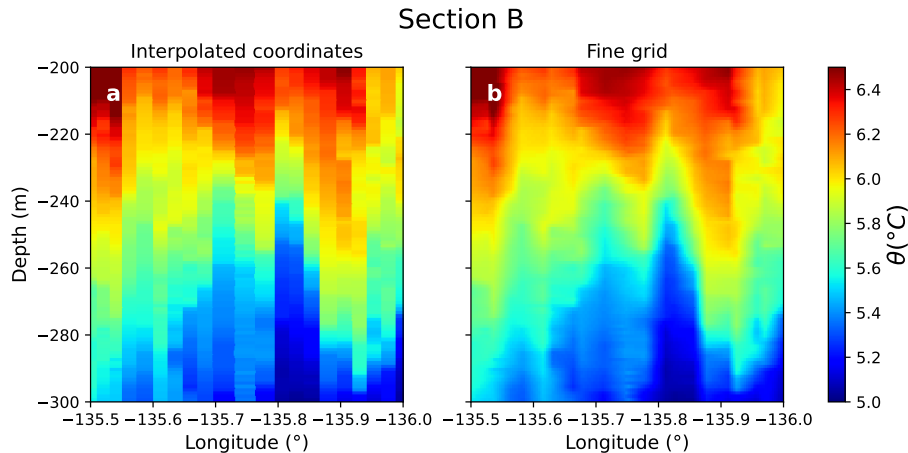 Section B
Interpolated coordinates
Fine grid
a
b
Depth (m)
−200
−220
−240
−260
−280
−300
−135.5 −135.6 −135.7 −135.8 −135.9 −136.0
−135.5 −135.6 −135.7 −135.8 −135.9 −136.0
Longitude (°)
Longitude (°)
6.4
6.2
6.0
5.8
5.6
5.4
5.2
5.0
θ(°C)